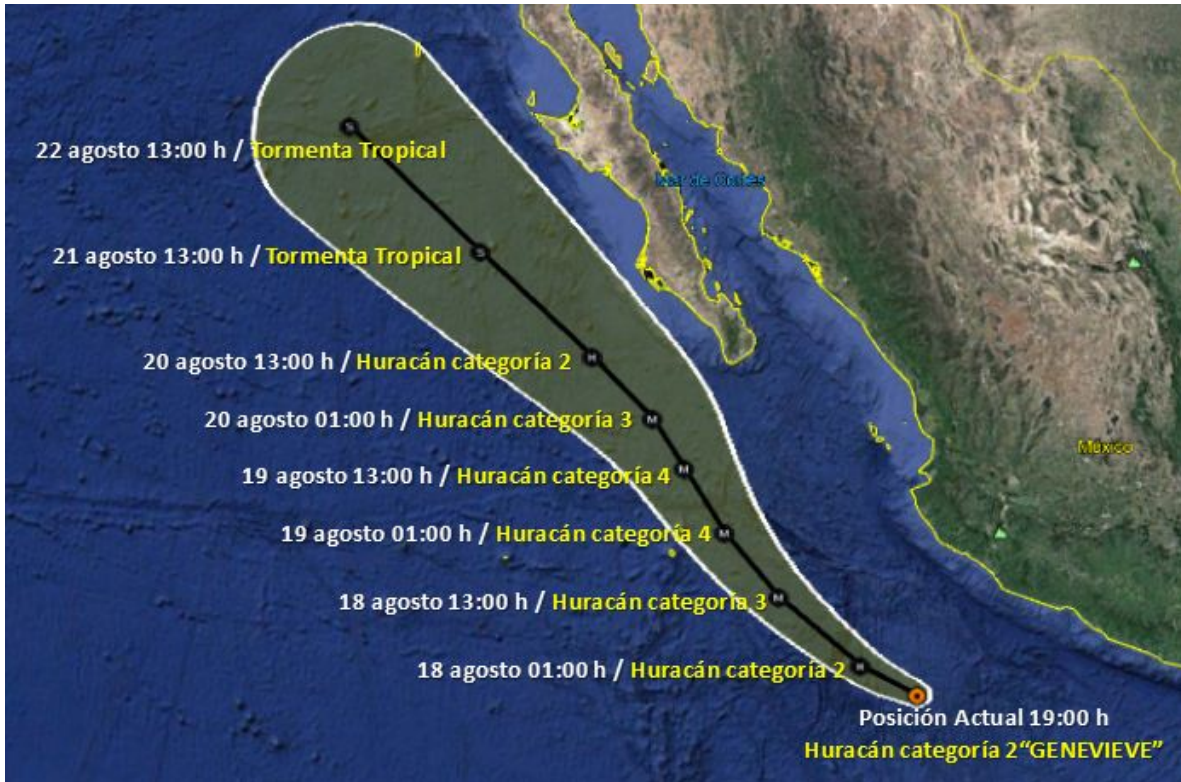 22 agosto 13:00 h / Tormenta Tropical
Mar de Cortés
21 agosto 13:00 h / Tormenta Tropical
20 agosto 13:00 h / Huracán categoría 2
20 agosto 01:00 h / Huracán categoría 3
México
19 agosto 13:00 h / Huracán categoría 4
19 agosto 01:00 h / Huracán categoría 4
18 agosto 13:00 h / Huracán categoría 3
18 agosto 01:00 h / Huracán categoría 2
Posición Actual 19:00 h
Huracán categoría 2“GENEVIEVE”